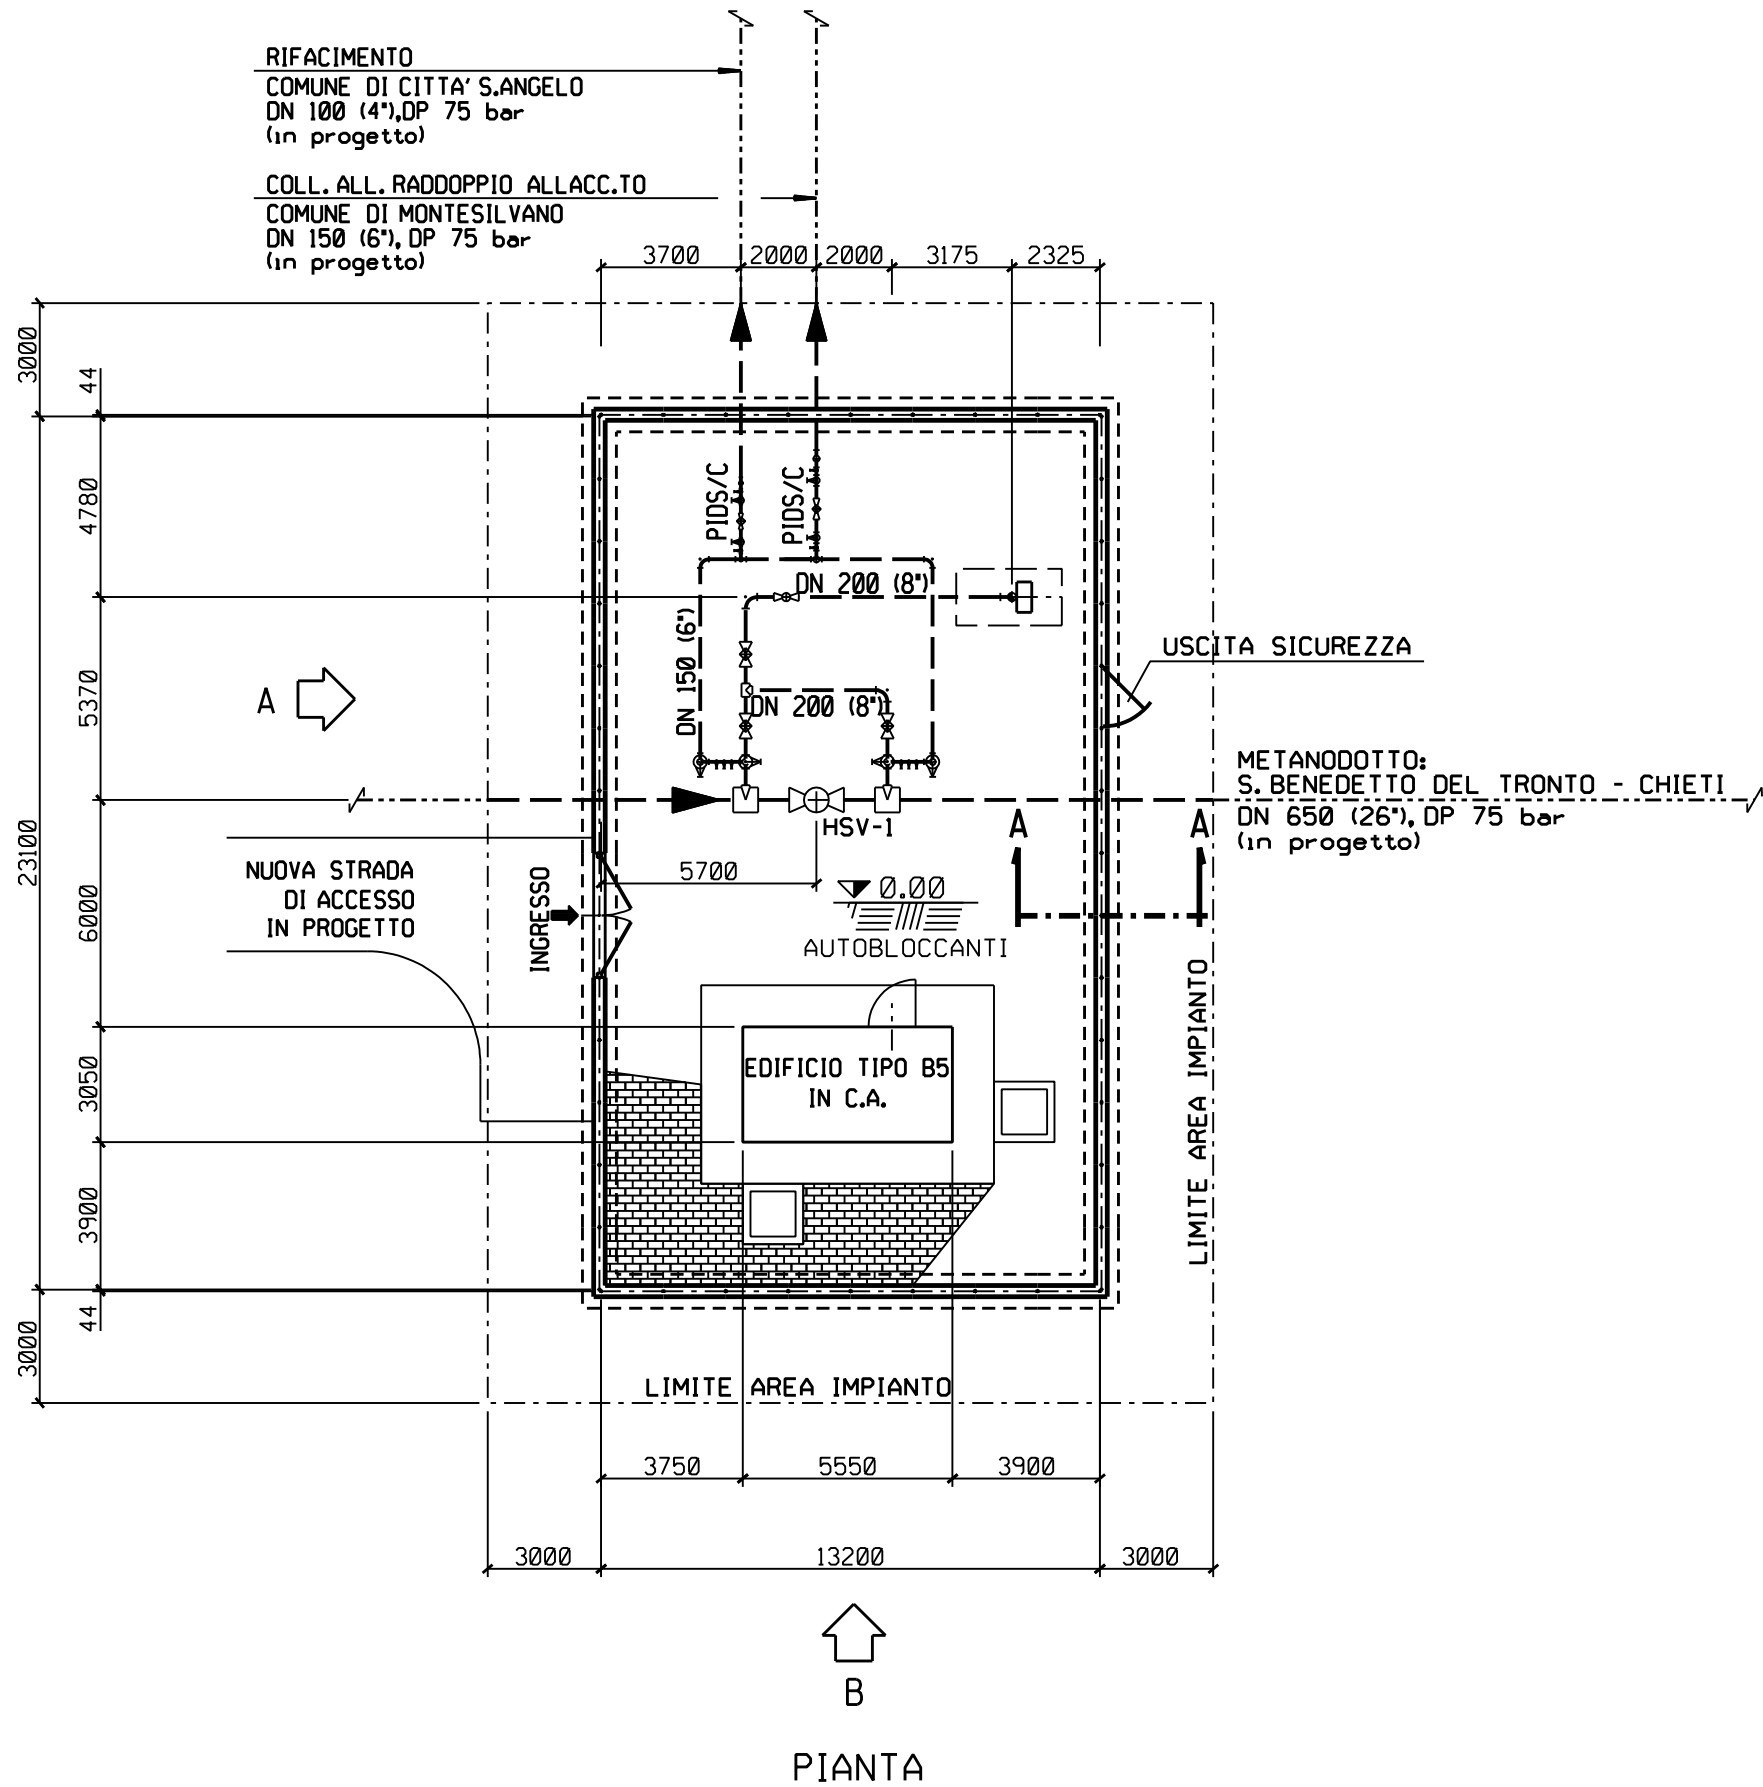 RIFACIMENTO
COMUNE DI CITTA' S.ANGELO
DN 100 (4"),DP 75 bar
(in progetto)
COLL. ALL. RADDOPPIO ALLACC.TO
COMUNE DI MONTESILVANO
DN 150 (6"), DP 75 bar
(in progetto)
3700
2000
2000
3175
2325
3000
44
4780
5370
23100
6000
3050
3900
44
3000
PIDS/C
PIDS/C
DN 200 (8")
DN 150 (6")
DN 200 (8")
A
USCITA SICUREZZA
METANODOTTO:
S. BENEDETTO DEL TRONTO - CHIETI
DN 650 (26"), DP 75 bar
(in progetto)
HSV-1
A
A
5700
NUOVA STRADA
DI ACCESSO
IN PROGETTO
INGRESSO
0.00
AUTOBLOCCANTI
EDIFICIO TIPO B5
IN C.A.
LIMITE AREA IMPIANTO
LIMITE AREA IMPIANTO
3750
5550
3900
3000
13200
3000
B
PIANTA